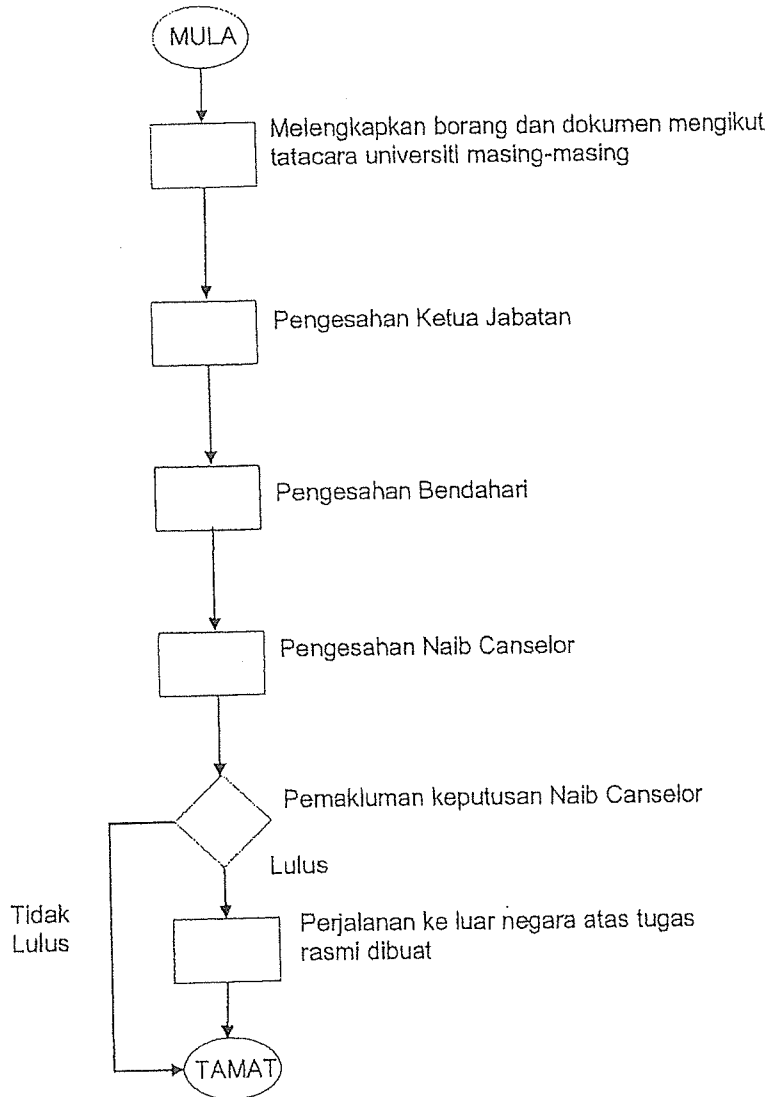 MULA
Melengkapkan borang dan dokumen mengikut
tatacara universiti masing-masing
Pengesahan Ketua Jabatan
Pengesahan Bendahari
Pengesahan Naib Canselor
Pemakluman keputusan Naib Canselor
Lulus
Tidak
Lulus
Perjalanan ke luar negara atas tugas
rasmi dibuat
TAMAT